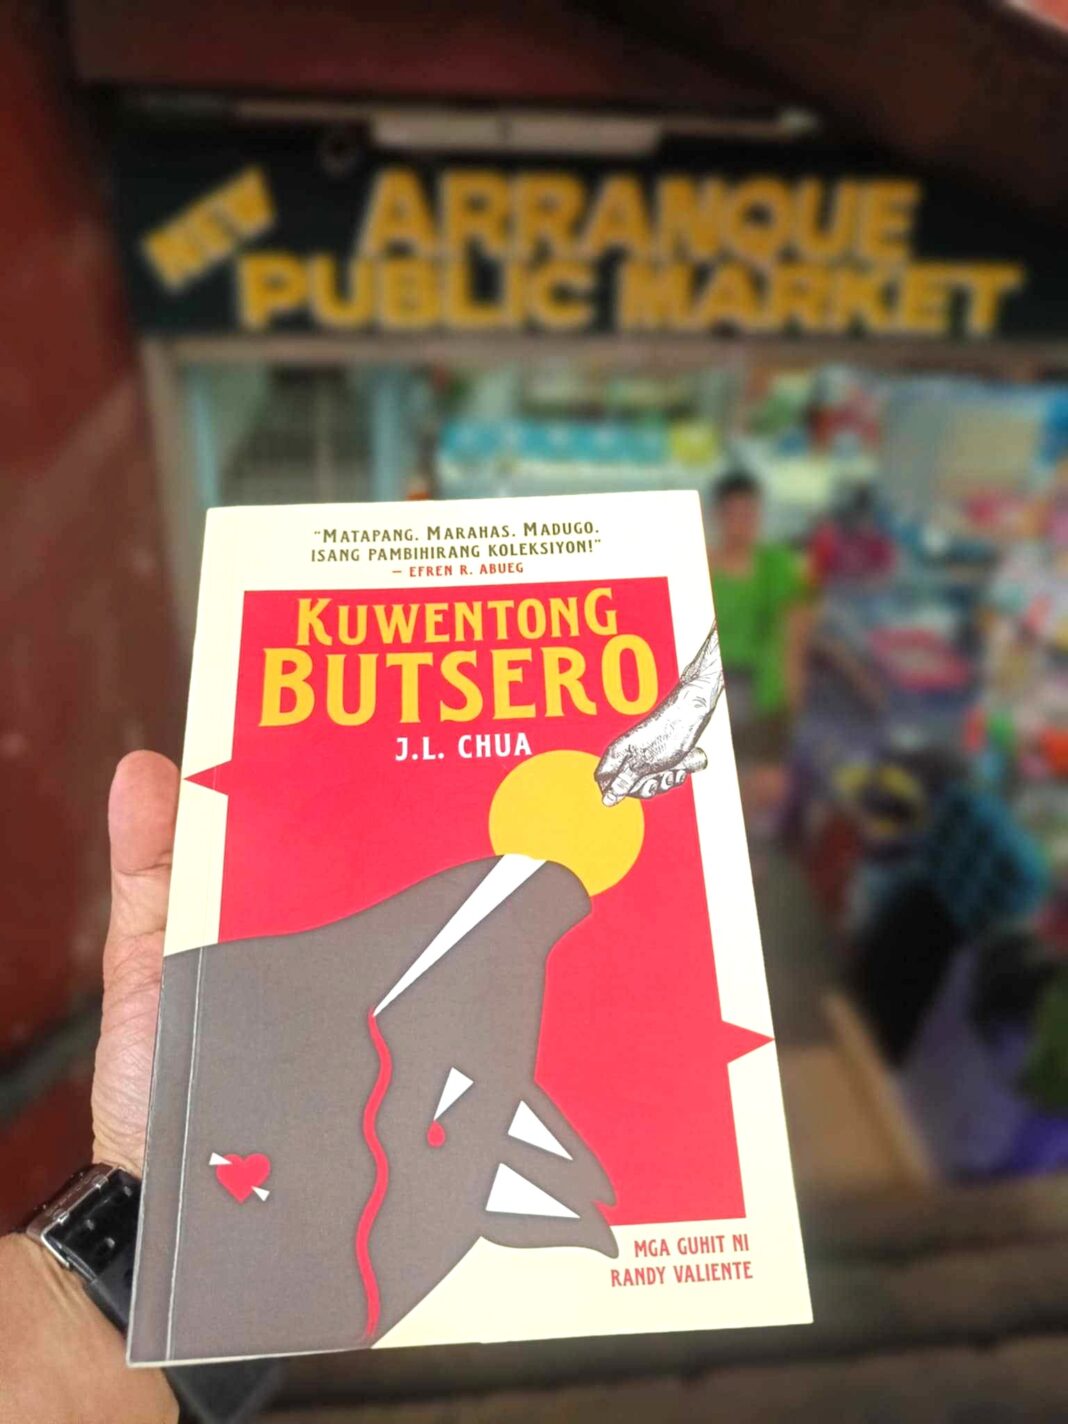 NEW
ARRANQUE
PUBLIC MARKET
"MATAPANG. MARAHAS. MADUGO.
ISANG PAMBIHIRANG KOLEKSIYON!"
– EFREN R. ABUEG
KUWENTONG
BUTSERO
J.L. CHUA
MGA GUHIT NI
RANDY VALIENTE